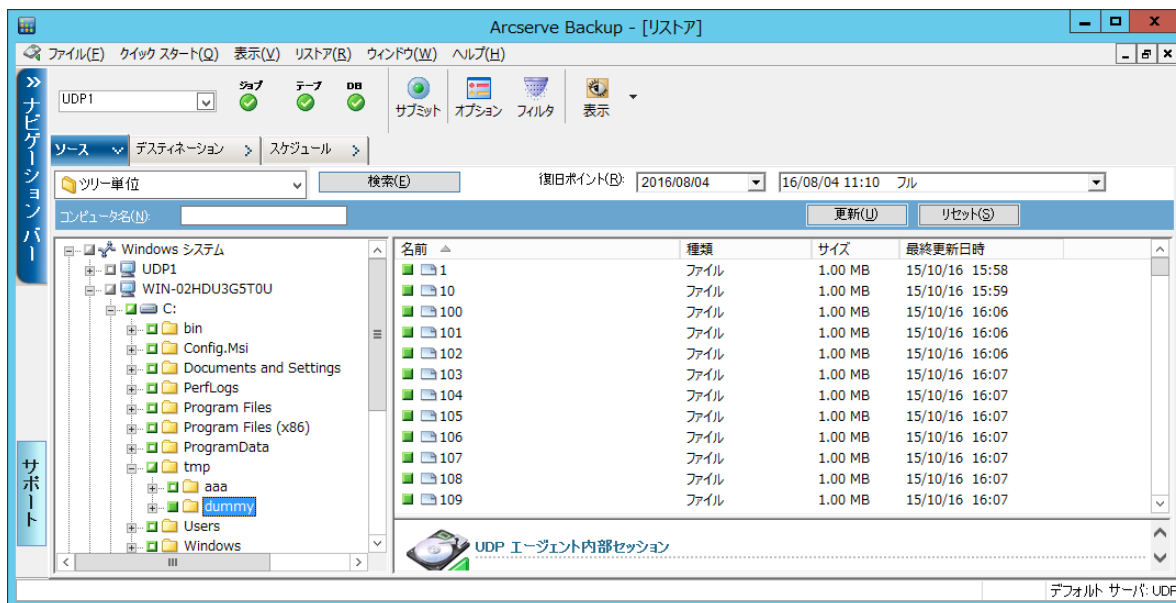 Arcserve Backup - [リストア]
ファイル(F) クイック スタート(Q) 表示(V) リストア(R) ウィンドウ(W) ヘルプ(H)
ナビゲーション バー
サポート
UDP1
ジョブ テープ DB
サブミット オプション フィルタ 表示
ソース デスティネーション スケジュール
ツリー単位 検索(E) 復旧ポイント(R): 2016/08/04 16/08/04 11:10 フル
コンピュータ名(N): 更新(U) リセット(S)
Windows システム
UDP1
WIN-02HDU3G5T0U
C:
bin
Config.Msi
Documents and Settings
PerfLogs
Program Files
Program Files (x86)
ProgramData
tmp
aaa
dummy
Users
Windows
名前 種類 サイズ 最終更新日時
1 ファイル 1.00 MB 15/10/16 15:58
10 ファイル 1.00 MB 15/10/16 15:59
100 ファイル 1.00 MB 15/10/16 16:06
101 ファイル 1.00 MB 15/10/16 16:06
102 ファイル 1.00 MB 15/10/16 16:06
103 ファイル 1.00 MB 15/10/16 16:07
104 ファイル 1.00 MB 15/10/16 16:07
105 ファイル 1.00 MB 15/10/16 16:07
106 ファイル 1.00 MB 15/10/16 16:07
107 ファイル 1.00 MB 15/10/16 16:07
108 ファイル 1.00 MB 15/10/16 16:07
109 ファイル 1.00 MB 15/10/16 16:07
UDP エージェント内部セッション
デフォルト サーバ: UDP